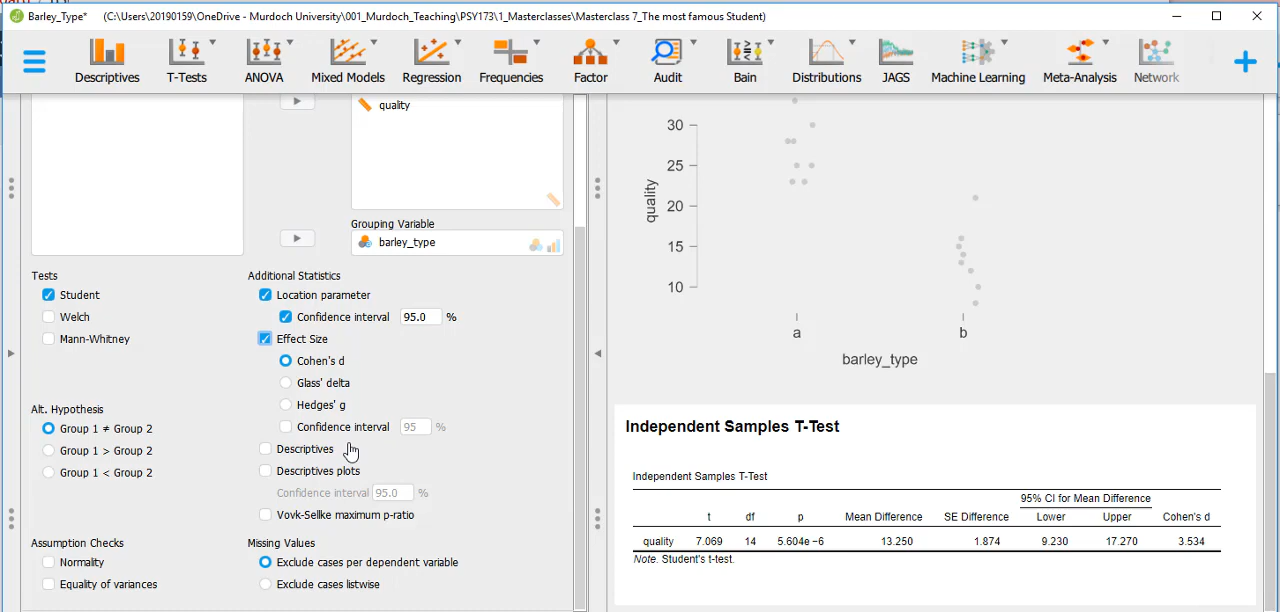 Barley_Type* (C:\Users\20190159\OneDrive - Murdoch University\001_Murdoch_Teaching\PSY173\1_Masterclasses\Masterclass 7_The most famous Student)
Descriptives T-Tests ANOVA Mixed Models Regression Frequencies Factor Audit Bain Distributions JAGS Machine Learning Meta-Analysis Network
quality
Grouping Variable
barley_type
Tests
Student
Welch
Mann-Whitney
Alt. Hypothesis
Group 1 ≠ Group 2
Group 1 > Group 2
Group 1 < Group 2
Assumption Checks
Normality
Equality of variances
Additional Statistics
Location parameter
Confidence interval 95.0 %
Effect Size
Cohen's d
Glass' delta
Hedges' g
Confidence interval 95 %
Descriptives
Descriptives plots
Confidence interval 95.0 %
Vovk-Sellke maximum p-ratio
Missing Values
Exclude cases per dependent variable
Exclude cases listwise
30
25
20
15
10
quality
a b
barley_type
Independent Samples T-Test
Independent Samples T-Test
95% CI for Mean Difference
t df p Mean Difference SE Difference Lower Upper Cohen's d
quality 7.069 14 5.604e -6 13.250 1.874 9.230 17.270 3.534
Note. Student's t-test.